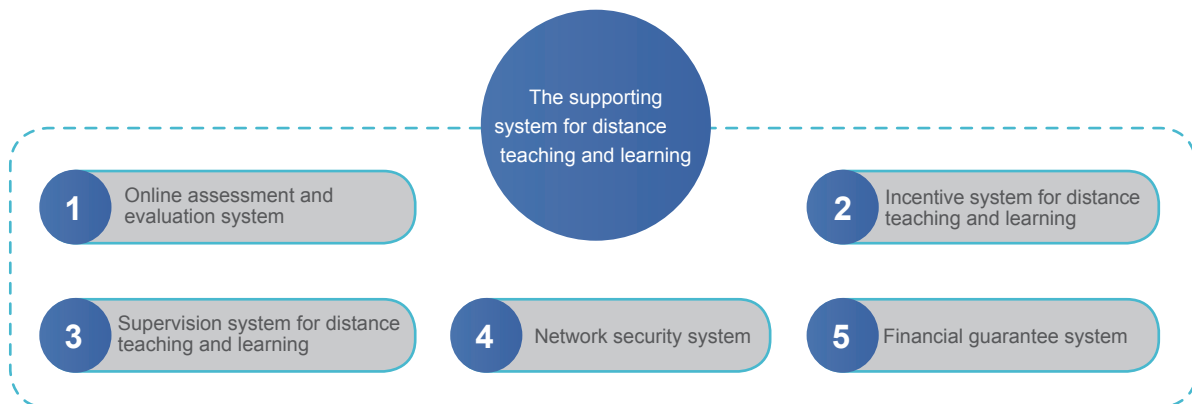 The supporting
system for distance
teaching and learning
1
Online assessment and
evaluation system
2
Incentive system for distance
teaching and learning
3
Supervision system for distance
teaching and learning
4
Network security system
5
Financial guarantee system